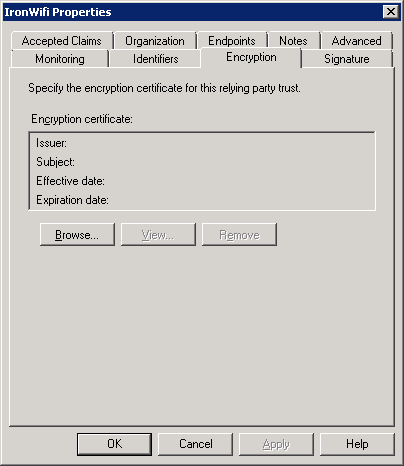 IronWifi Properties
Accepted Claims Organization Endpoints Notes Advanced
Monitoring Identifiers Encryption Signature
Specify the encryption certificate for this relying party trust.
Encryption certificate:
Issuer:
Subject:
Effective date:
Expiration date:
Browse... View... Remove
OK Cancel Apply Help